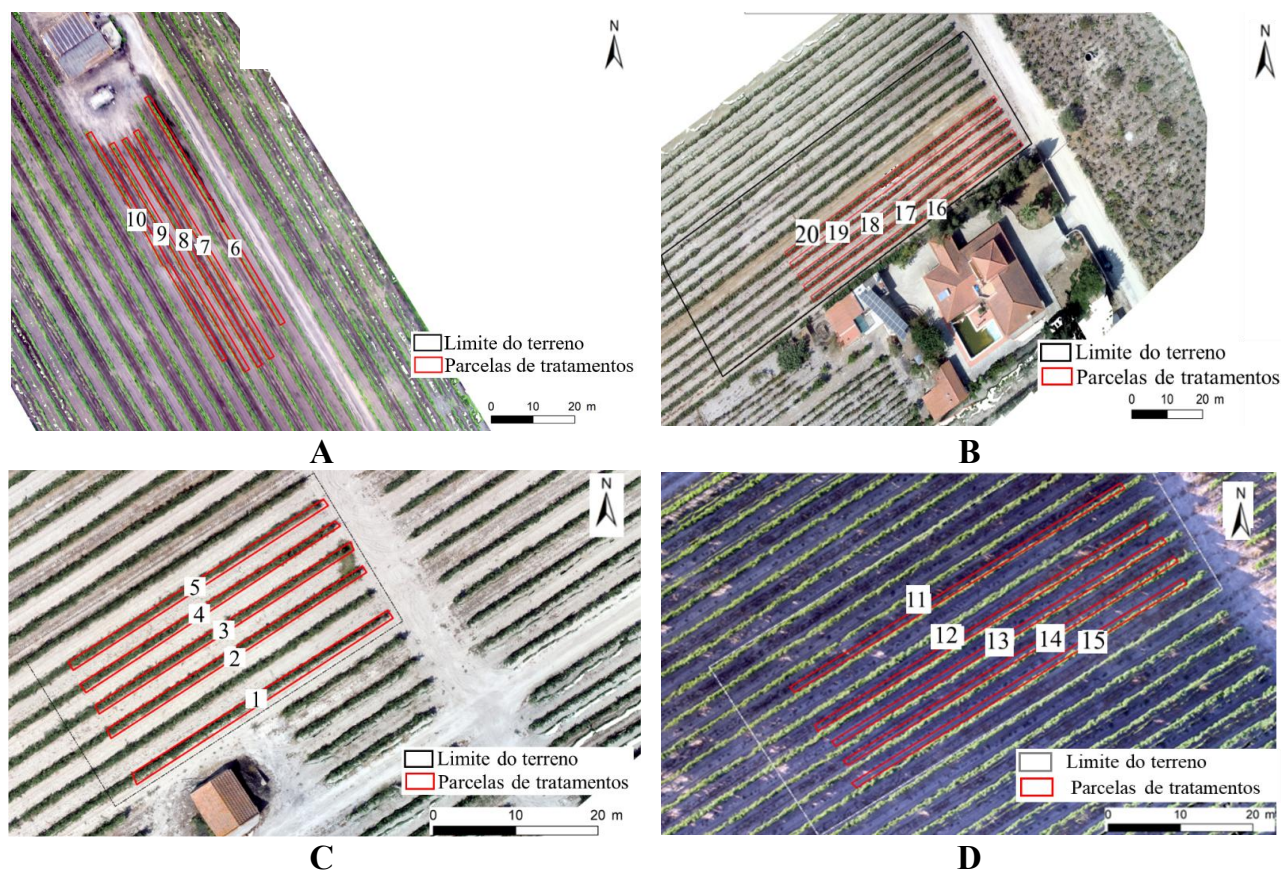 N
10
9
8
7
6
Limite do terreno
Parcelas de tratamentos
0 10 20 m
A
N
20
19
18
17
16
Limite do terreno
Parcelas de tratamentos
0 10 20 m
B
N
5
4
3
2
1
Limite do terreno
Parcelas de tratamentos
0 10 20 m
C
N
11
12
13
14
15
Limite do terreno
Parcelas de tratamentos
0 10 20 m
D